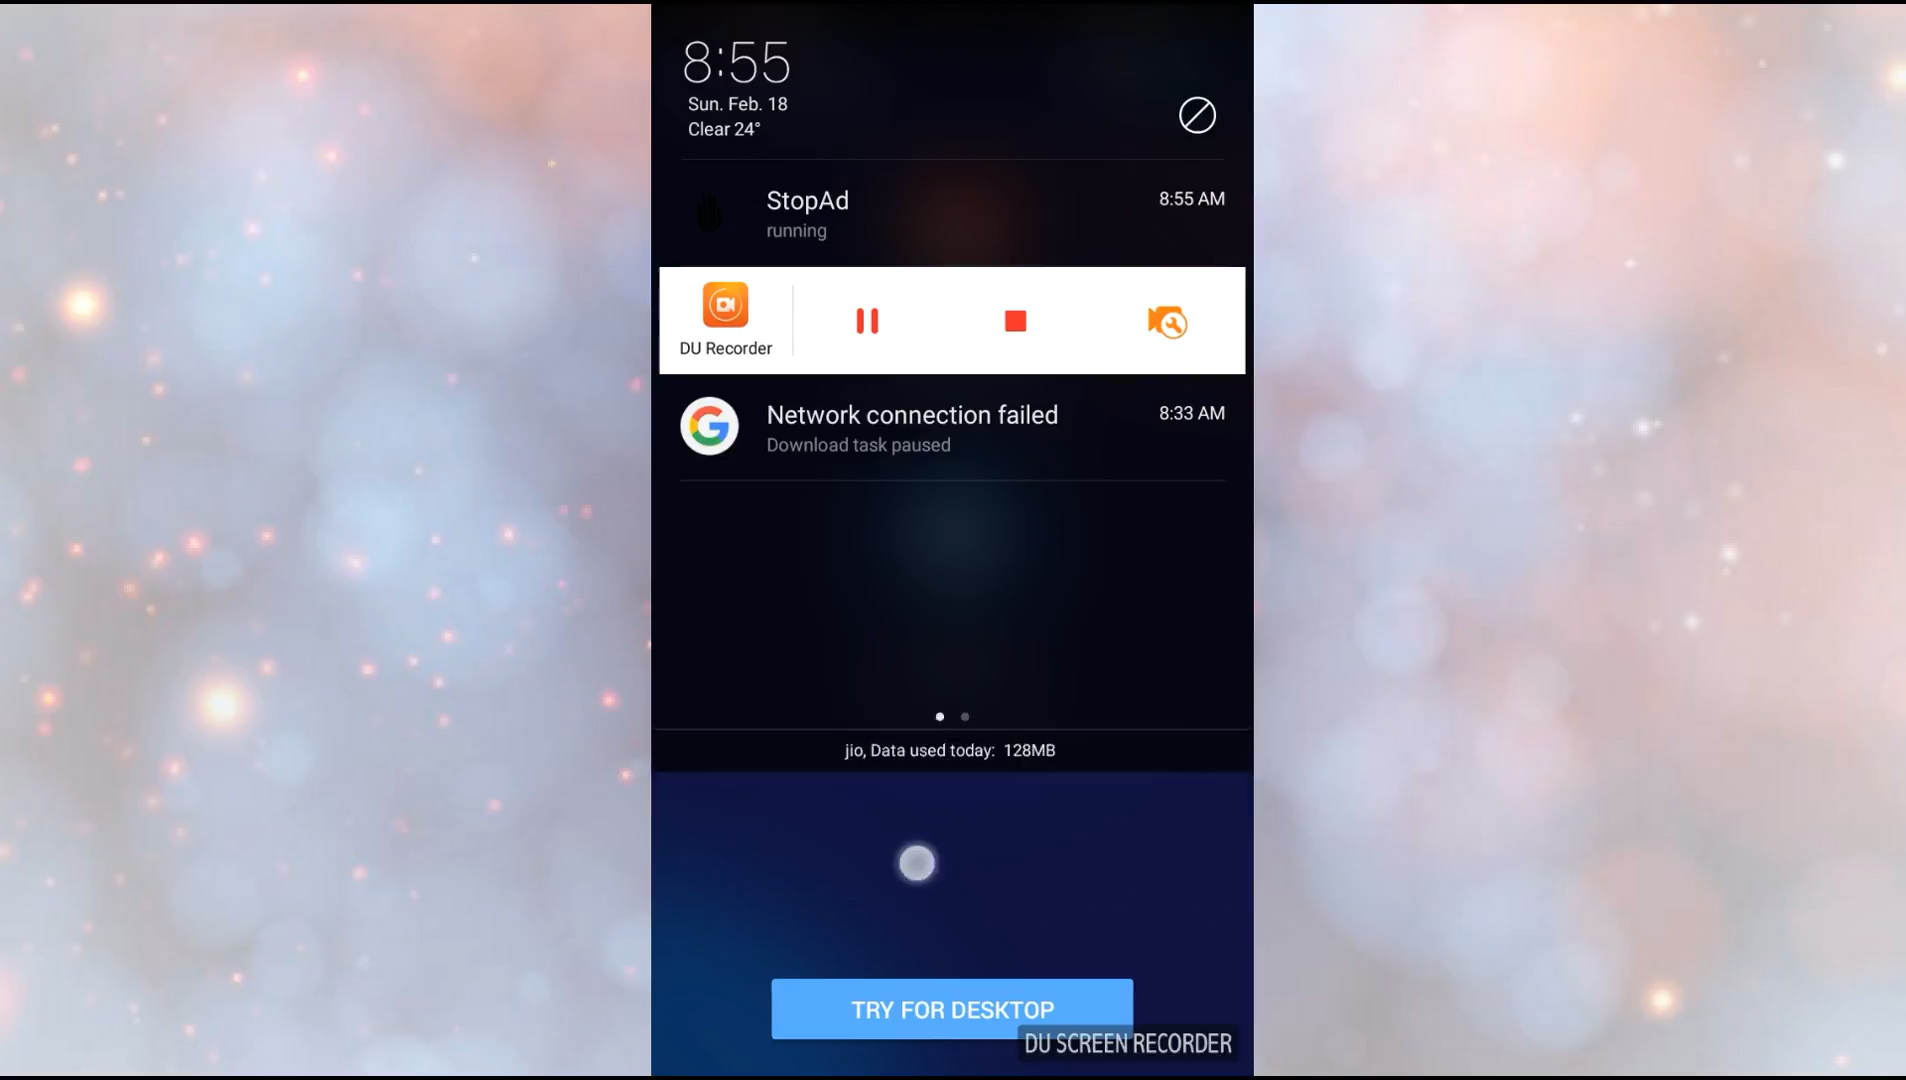 8:55
Sun. Feb. 18
Clear 24°
StopAd
8:55 AM
running
DU Recorder
Network connection failed
8:33 AM
Download task paused
jio, Data used today: 128MB
TRY FOR DESKTOP
DU SCREEN RECORDER